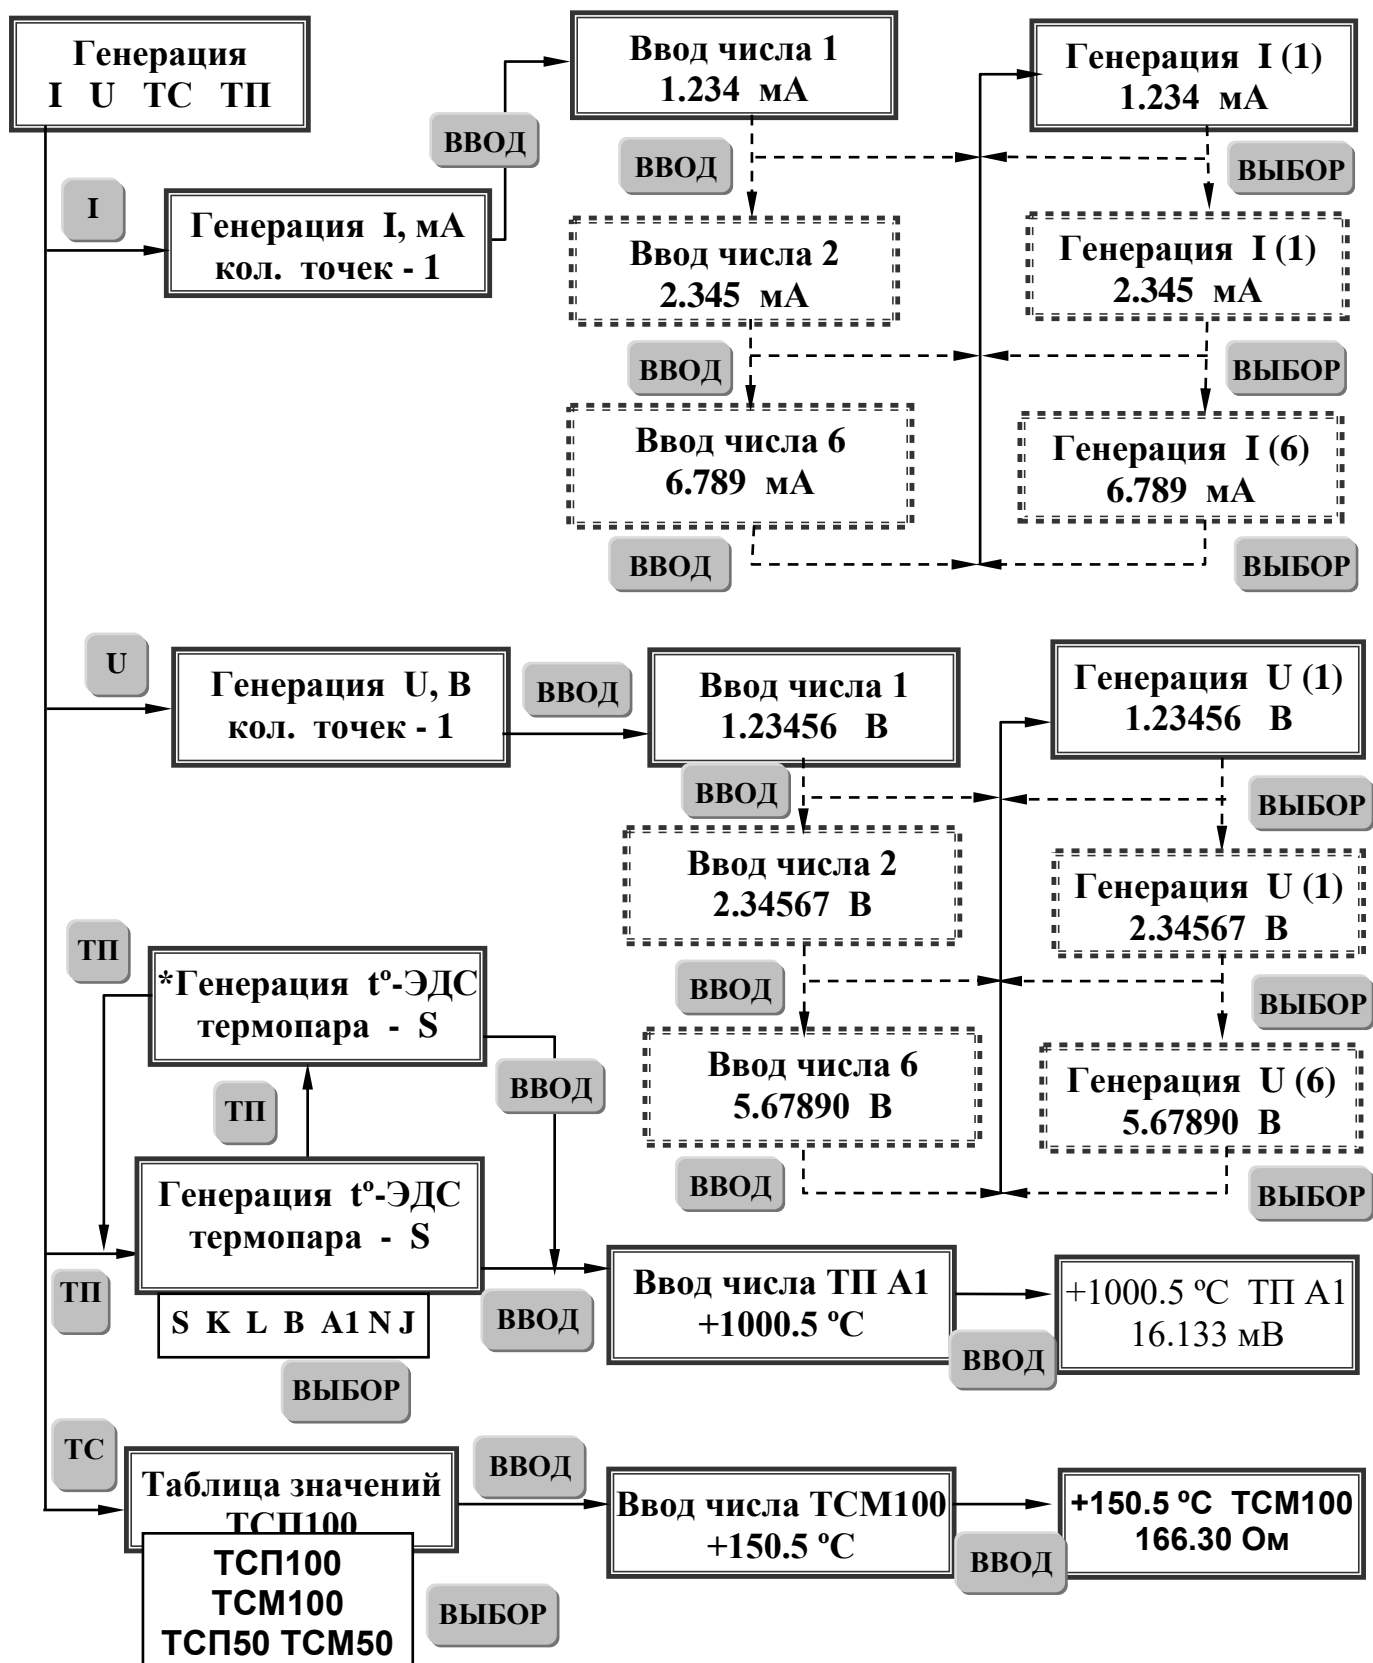 Генерация
I U ТС ТП
I
Генерация I, мА
кол. точек - 1
ВВОД
Ввод числа 1
1.234 мА
ВВОД
Ввод числа 2
2.345 мА
ВВОД
Ввод числа 6
6.789 мА
ВВОД
Генерация I (1)
1.234 мА
ВЫБОР
Генерация I (1)
2.345 мА
ВЫБОР
Генерация I (6)
6.789 мА
ВЫБОР
U
Генерация U, В
кол. точек - 1
ВВОД
Ввод числа 1
1.23456 В
ВВОД
Ввод числа 2
2.34567 В
ВВОД
Ввод числа 6
5.67890 В
ВВОД
Генерация U (1)
1.23456 В
ВЫБОР
Генерация U (1)
2.34567 В
ВЫБОР
Генерация U (6)
5.67890 В
ВЫБОР
ТП
*Генерация tº-ЭДС
термопара - S
ТП
ВВОД
Генерация tº-ЭДС
термопара - S
ТП
S K L B A1 N J
ВЫБОР
ВВОД
Ввод числа ТП А1
+1000.5 ºС
ВВОД
+1000.5 ºС ТП А1
16.133 мВ
ТС
Таблица значений
ТСП100
ТСП100
ТСМ100
ТСП50 ТСМ50
ВЫБОР
ВВОД
Ввод числа ТСМ100
+150.5 ºС
ВВОД
+150.5 ºС ТСМ100
166.30 Ом